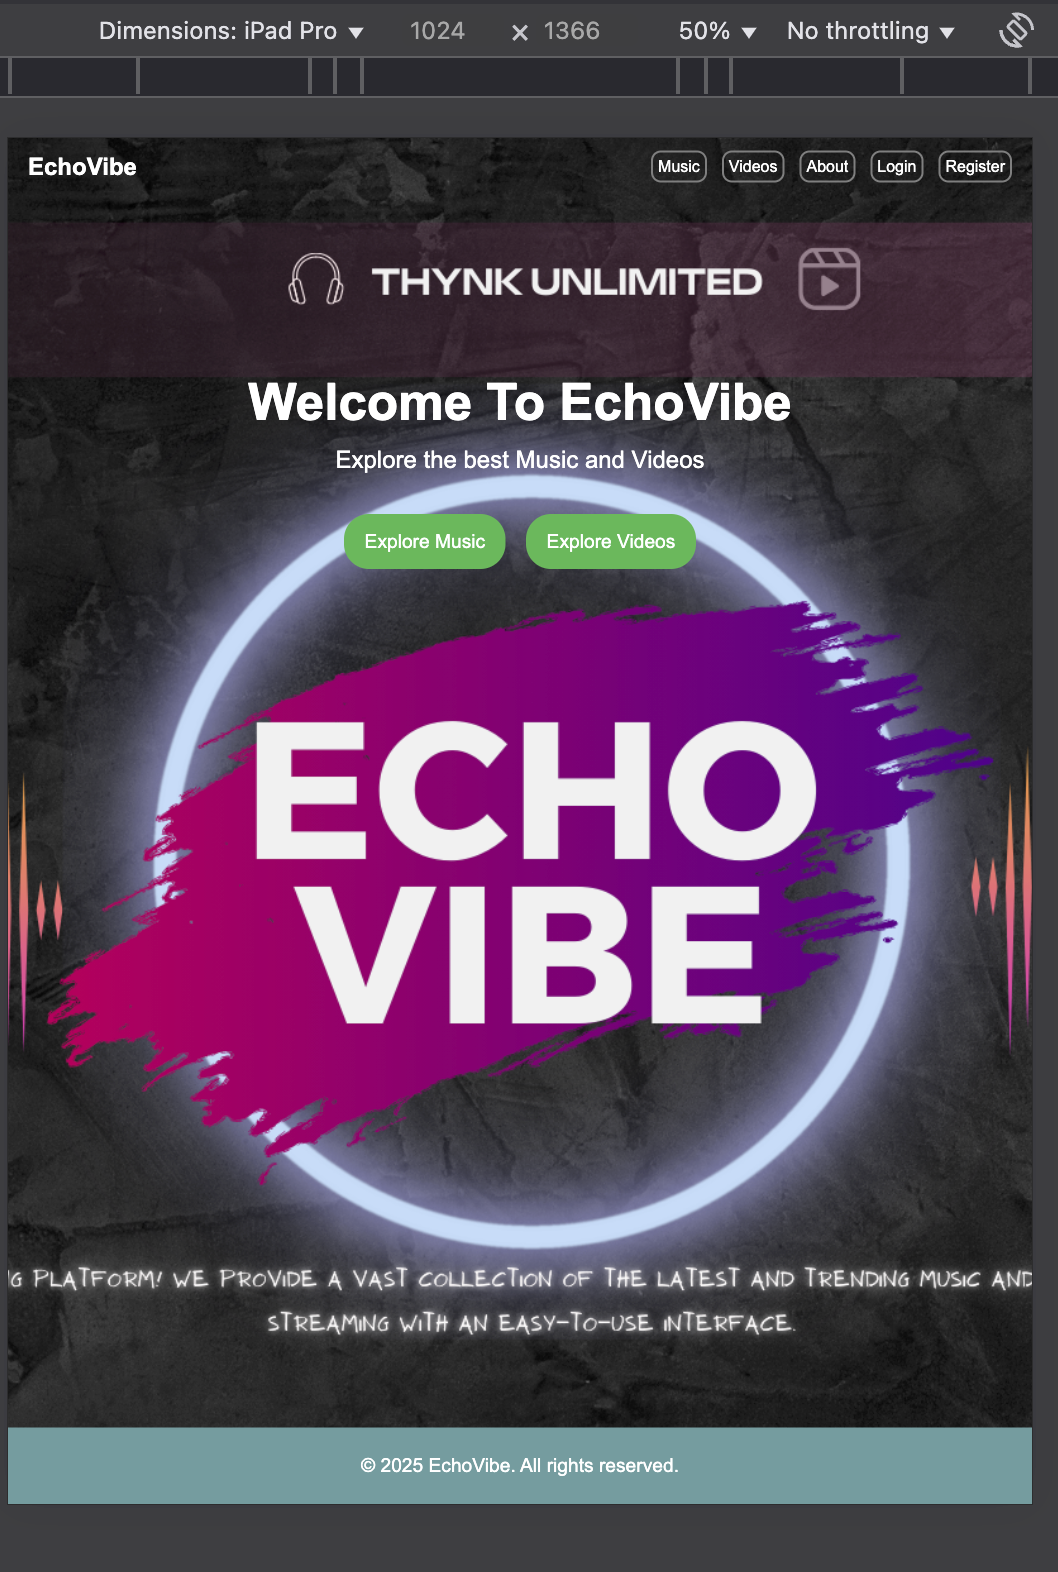 Dimensions: iPad Pro ▼ 1024 × 1366 50% ▼ No throttling ▼
EchoVibe Music Videos About Login Register
THYNK UNLIMITED
Welcome To EchoVibe
Explore the best Music and Videos
Explore Music Explore Videos
ECHO
VIBE
PLATFORM! WE PROVIDE A VAST COLLECTION OF THE LATEST AND TRENDING MUSIC AND
STREAMING WITH AN EASY-TO-USE INTERFACE.
© 2025 EchoVibe. All rights reserved.